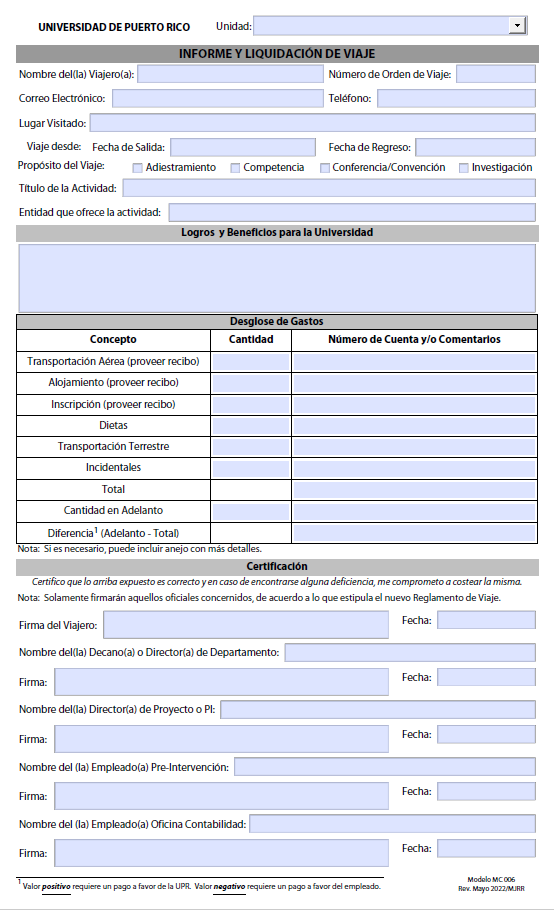 UNIVERSIDAD DE PUERTO RICO Unidad:
INFORME Y LIQUIDACIÓN DE VIAJE
Nombre del(la) Viajero(a): Número de Orden de Viaje:
Correo Electrónico: Teléfono:
Lugar Visitado:
Viaje desde: Fecha de Salida: Fecha de Regreso:
Propósito del Viaje: Adiestramiento Competencia Conferencia/Convención Investigación
Título de la Actividad:
Entidad que ofrece la actividad:
Logros y Beneficios para la Universidad
Desglose de Gastos
Concepto Cantidad Número de Cuenta y/o Comentarios
Transportación Aérea (proveer recibo)
Alojamiento (proveer recibo)
Inscripción (proveer recibo)
Dietas
Transportación Terrestre
Incidentales
Total
Cantidad en Adelanto
Diferencia1 (Adelanto - Total)
Nota: Si es necesario, puede incluir anejo con más detalles.
Certificación
Certifico que lo arriba expuesto es correcto y en caso de encontrarse alguna deficiencia, me comprometo a costear la misma.
Nota: Solamente firmarán aquellos oficiales concernidos, de acuerdo a lo que estipula el nuevo Reglamento de Viaje.
Firma del Viajero: Fecha:
Nombre del(la) Decano(a) o Director(a) de Departamento:
Firma: Fecha:
Nombre del(la) Director(a) de Proyecto o PI:
Firma: Fecha:
Nombre del (la) Empleado(a) Pre-Intervención:
Firma: Fecha:
Nombre del (la) Empleado(a) Oficina Contabilidad:
Firma: Fecha:
1 Valor positivo requiere un pago a favor de la UPR. Valor negativo requiere un pago a favor del empleado.
Modelo MC 006
Rev. Mayo 2022/MJRR